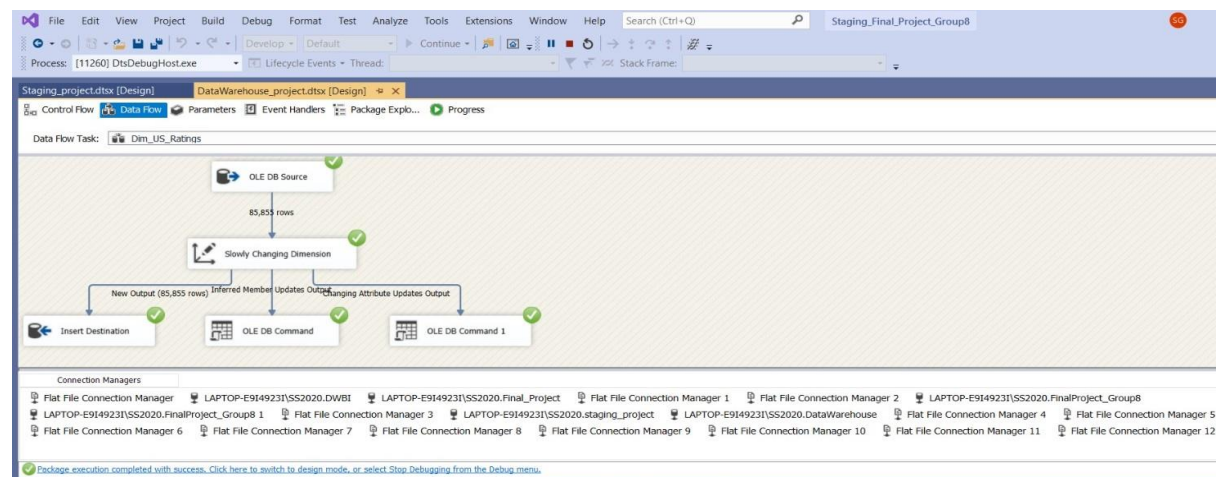 File Edit View Project Build Debug Format Test Analyze Tools Extensions Window Help Search (Ctrl+Q) Staging_Final_Project_Group8 SG
Develop Default Continue
Process: [11260] DtsDebugHost.exe Lifecycle Events Thread: Stack Frame:
Staging_project.dtsx [Design] DataWarehouse_project.dtsx [Design]
Control Flow Data Flow Parameters Event Handlers Package Explo... Progress
Data Flow Task: Dim_US_Ratings
OLE DB Source
85,855 rows
Slowly Changing Dimension
New Output (85,855 rows) Inferred Member Updates Output Changing Attribute Updates Output
Insert Destination OLE DB Command OLE DB Command 1
Connection Managers
Flat File Connection Manager LAPTOP-E9I4923I\SS2020.DWBI LAPTOP-E9I4923I\SS2020.Final_Project Flat File Connection Manager 1 Flat File Connection Manager 2 LAPTOP-E9I4923I\SS2020.FinalProject_Group8
LAPTOP-E9I4923I\SS2020.FinalProject_Group8 1 Flat File Connection Manager 3 LAPTOP-E9I4923I\SS2020.staging_project LAPTOP-E9I4923I\SS2020.DataWarehouse Flat File Connection Manager 4 Flat File Connection Manager 5
Flat File Connection Manager 6 Flat File Connection Manager 7 Flat File Connection Manager 8 Flat File Connection Manager 9 Flat File Connection Manager 10 Flat File Connection Manager 11 Flat File Connection Manager 12
Package execution completed with success. Click here to switch to design mode, or select Stop Debugging from the Debug menu.